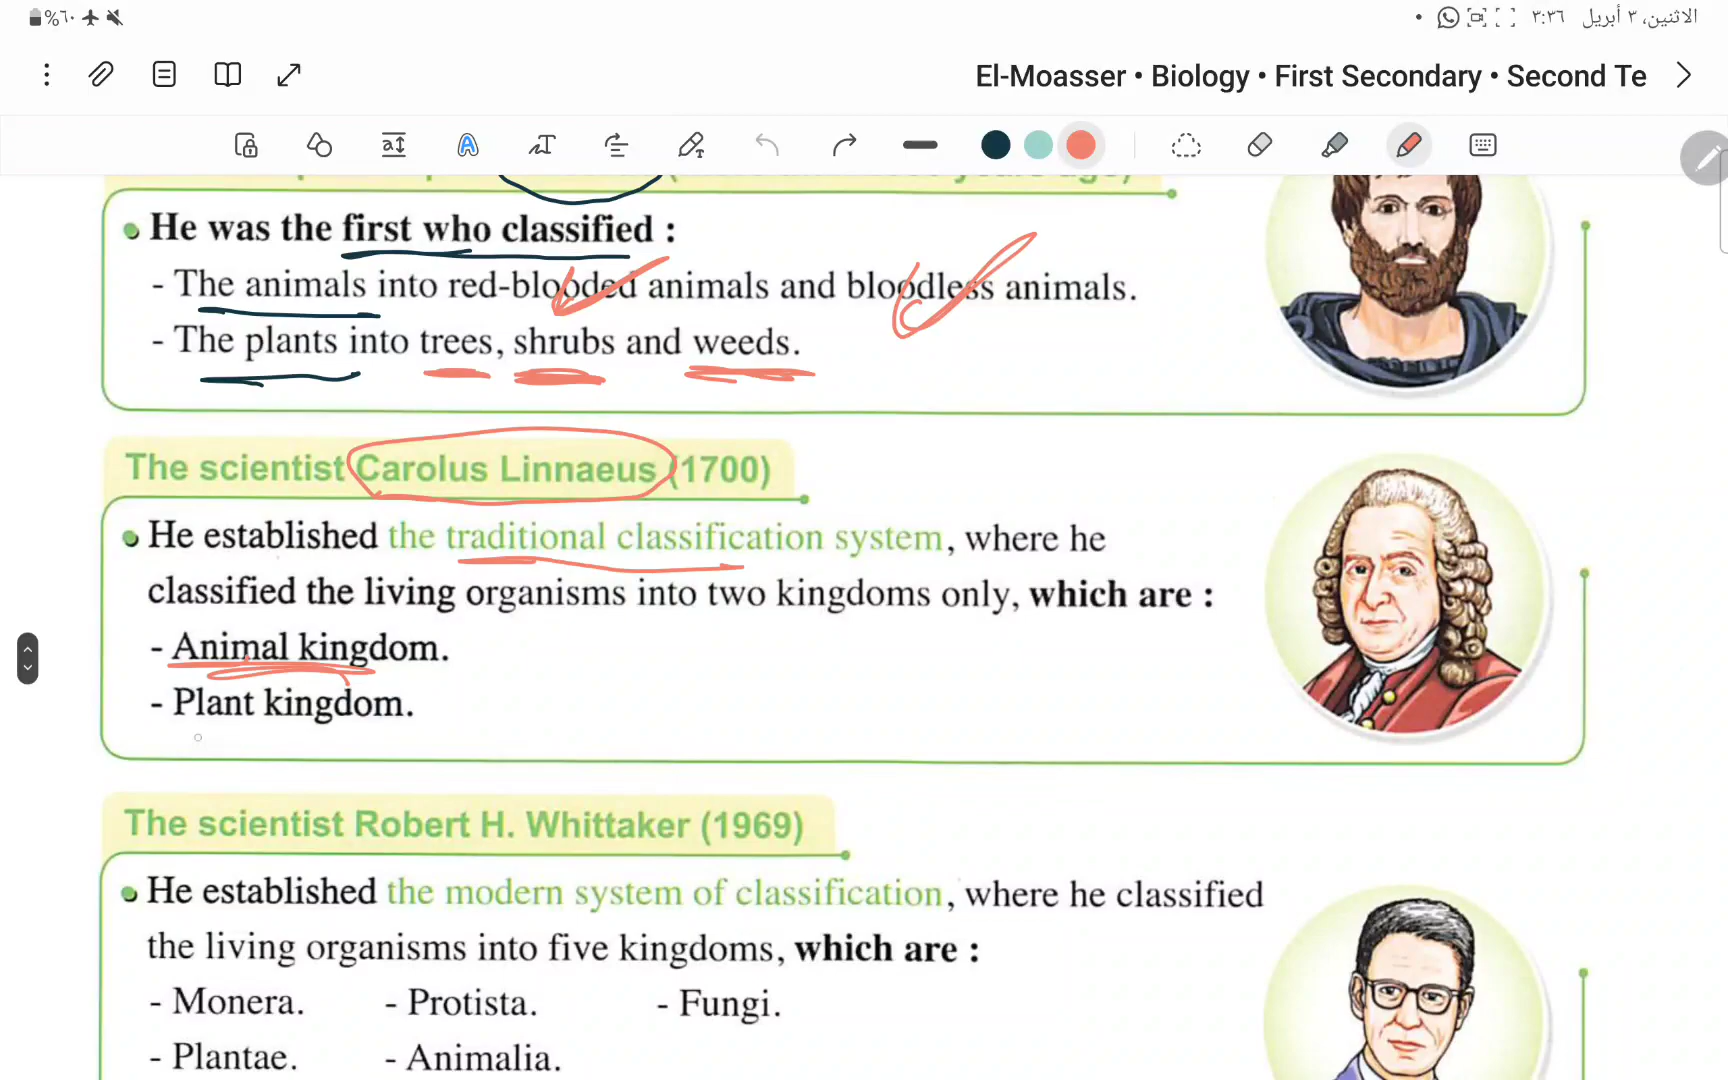 %٦٠
الاثنين، ٣ أبريل ٣:٣٦
El-Moasser • Biology • First Secondary • Second Te
He was the first who classified :
- The animals into red-blooded animals and bloodless animals.
- The plants into trees, shrubs and weeds.
The scientist Carolus Linnaeus (1700)
He established the traditional classification system, where he
classified the living organisms into two kingdoms only, which are :
- Animal kingdom.
- Plant kingdom.
The scientist Robert H. Whittaker (1969)
He established the modern system of classification, where he classified
the living organisms into five kingdoms, which are :
- Monera. - Protista. - Fungi.
- Plantae. - Animalia.